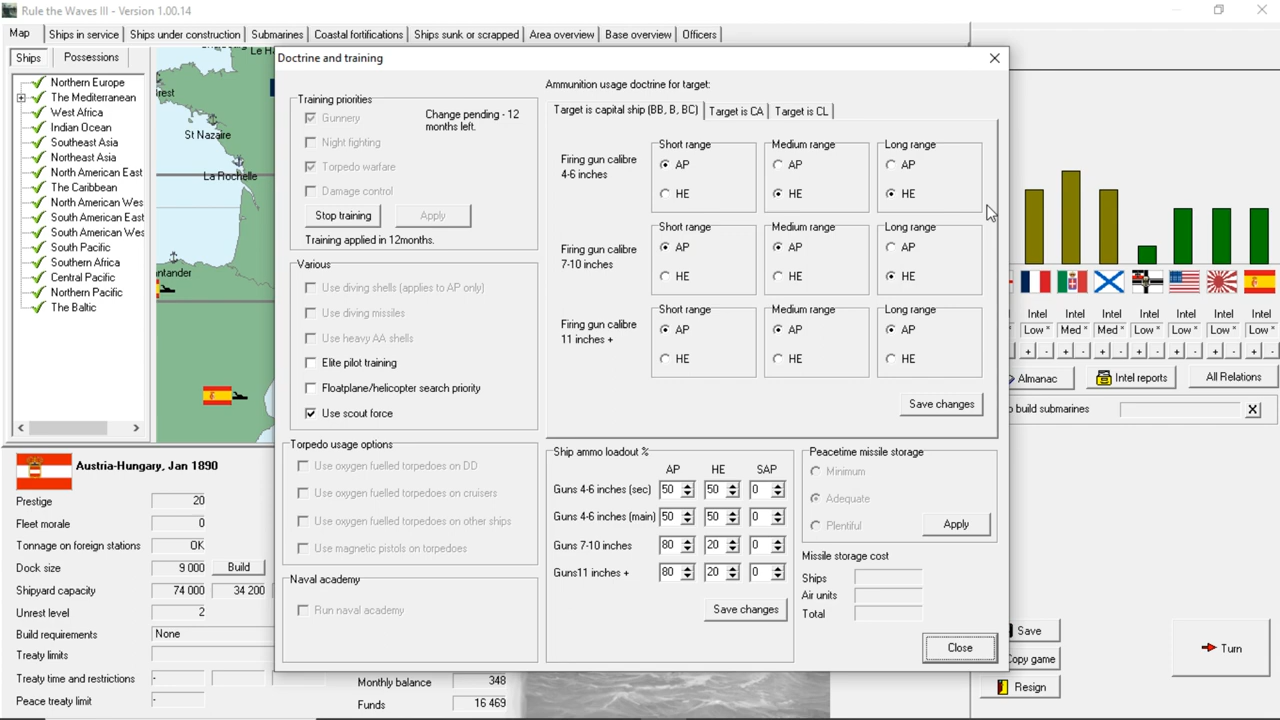 Rule the Waves III - Version 1.00.14
Map
Ships in service
Ships under construction
Submarines
Coastal fortifications
Ships sunk or scrapped
Area overview
Base overview
Officers
Ships
Possessions
Northern Europe
The Mediterranean
West Africa
Indian Ocean
Southeast Asia
Northeast Asia
North American East
The Caribbean
North American Wes
South American East
South American Wes
South Pacific
Southern Africa
Central Pacific
Northern Pacific
The Baltic
Le H
rest
St Nazaire
La Rochelle
ntander
Austria-Hungary, Jan 1890
Prestige 20
Fleet morale 0
Tonnage on foreign stations OK
Dock size 9 000 Build
Shipyard capacity 74 000 34 200
Unrest level 2
Build requirements None
Treaty limits
Treaty time and restrictions -
Peace treaty limit -
Monthly balance 348
Funds 16 469
Doctrine and training
Training priorities
Gunnery
Change pending - 12
months left.
Night fighting
Torpedo warfare
Damage control
Stop training Apply
Training applied in 12months.
Various
Use diving shells (applies to AP
Use diving missiles
Use heavy AA shells
Elite pilot training
Floatplane/helicopter search priority
Use scout force
Torpedo usage options
Use oxygen fuelled torpedoes on DD
Use oxygen fuelled torpedoes on cruisers
Use oxygen fuelled torpedoes on other ships
Use magnetic pistols on torpedoes
Naval academy
Run naval academy
Ammunition usage doctrine for target:
Target is capital ship (BB, B, BC)
Target is CA
Target is CL
Short range Medium range Long range
Firing gun calibre
4-6 inches
AP AP AP
HE HE HE
Short range Medium range Long range
Firing gun calibre
7-10 inches
AP AP AP
HE HE HE
Short range Medium range Long range
Firing gun calibre
11 inches +
AP AP AP
HE HE HE
Save changes
Ship ammo loadout %
AP HE SAP
Guns 4-6 inches (sec) 50 50 0
Guns 4-6 inches (main) 50 50 0
Guns 7-10 inches 80 20 0
Guns11 inches + 80 20 0
Save changes
Peacetime missile storage
Minimum
Adequate
Plentiful
Apply
Missile storage cost
Ships
Air units
Total
Close
Intel Intel Intel Intel Intel Intel Intel
Low * Med * Med * Low * Low * Low * Low *
+ - + - + - + - + - + - + -
Almanac
Intel reports
All Relations
o build submarines X
Save
Copy game
Resign
Turn